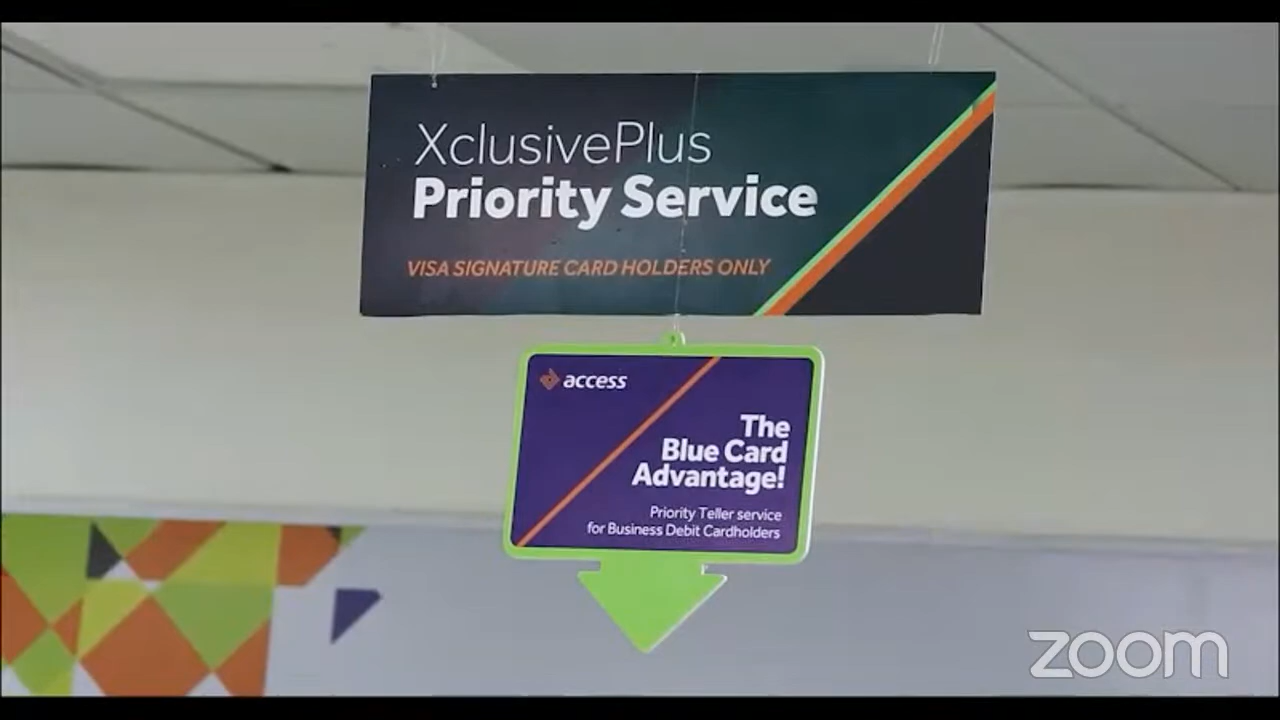 XclusivePlus
Priority Service
VISA SIGNATURE CARD HOLDERS ONLY
access
The
Blue Card
Advantage!
Priority Teller service
for Business Debit Cardholders
zoom